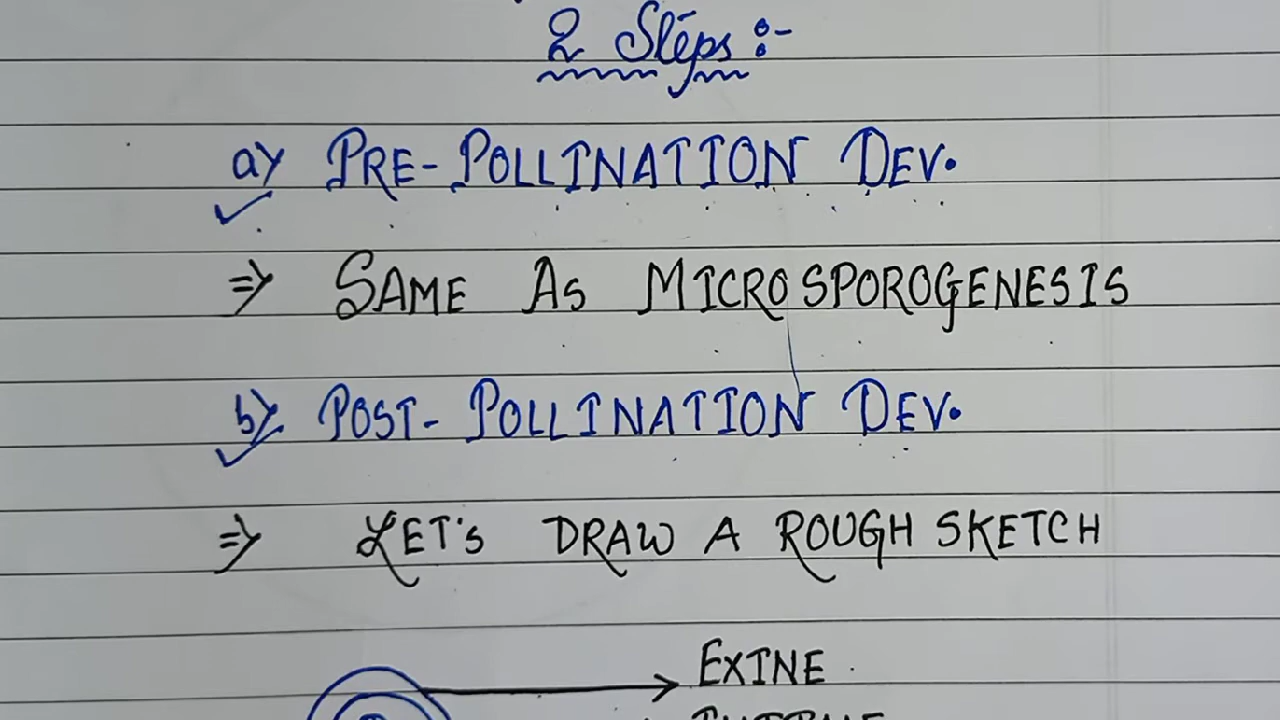 2 Steps :-
a) PRE-POLLINATION DEV.
⇒ SAME AS MICROSPOROGENESIS
b) POST-POLLINATION DEV.
⇒ LET'S DRAW A ROUGH SKETCH
EXINE